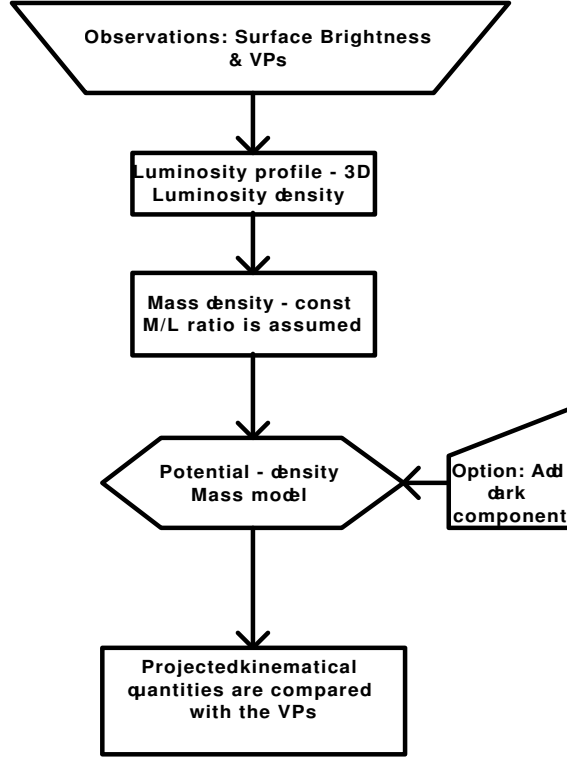 Observations: Surface Brightness
& VPs
Luminosity profile - 3D
Luminosity density
Mass density - const
M/L ratio is assumed
Potential - density
Mass model
Option: Add
dark
component
Projectedkinematical
quantities are compared
with the VPs